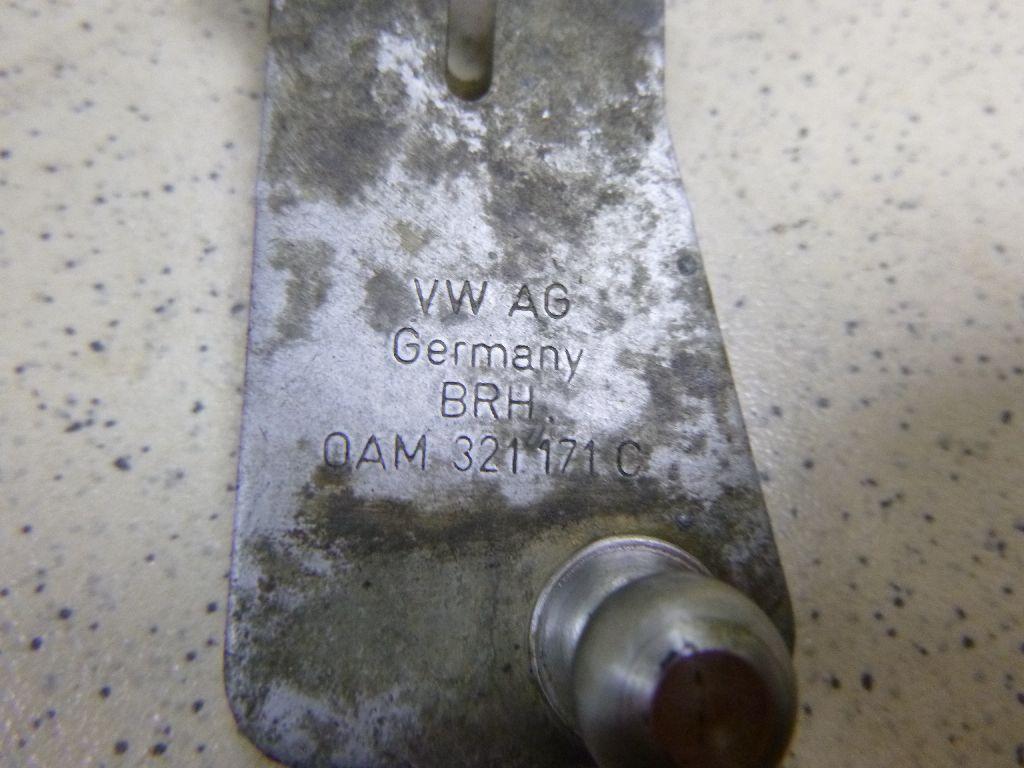 VW AG
Germany
BRH
0AM 321 171 C